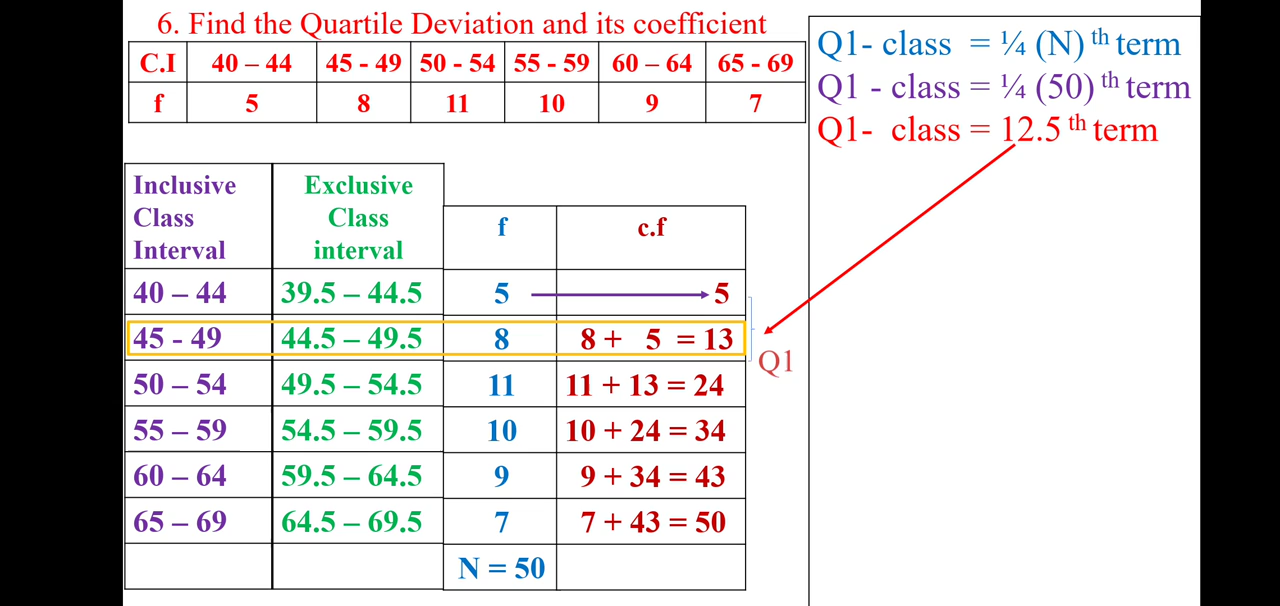 6. Find the Quartile Deviation and its coefficient
C.I 40 – 44 45 - 49 50 - 54 55 - 59 60 – 64 65 - 69
f 5 8 11 10 9 7
Q1- class = ¼ (N) th term
Q1 - class = ¼ (50) th term
Q1- class = 12.5 th term
Inclusive Class Interval Exclusive Class interval f c.f
40 – 44 39.5 – 44.5 5 5
45 - 49 44.5 – 49.5 8 8 + 5 = 13
Q1
50 – 54 49.5 – 54.5 11 11 + 13 = 24
55 – 59 54.5 – 59.5 10 10 + 24 = 34
60 – 64 59.5 – 64.5 9 9 + 34 = 43
65 – 69 64.5 – 69.5 7 7 + 43 = 50
N = 50